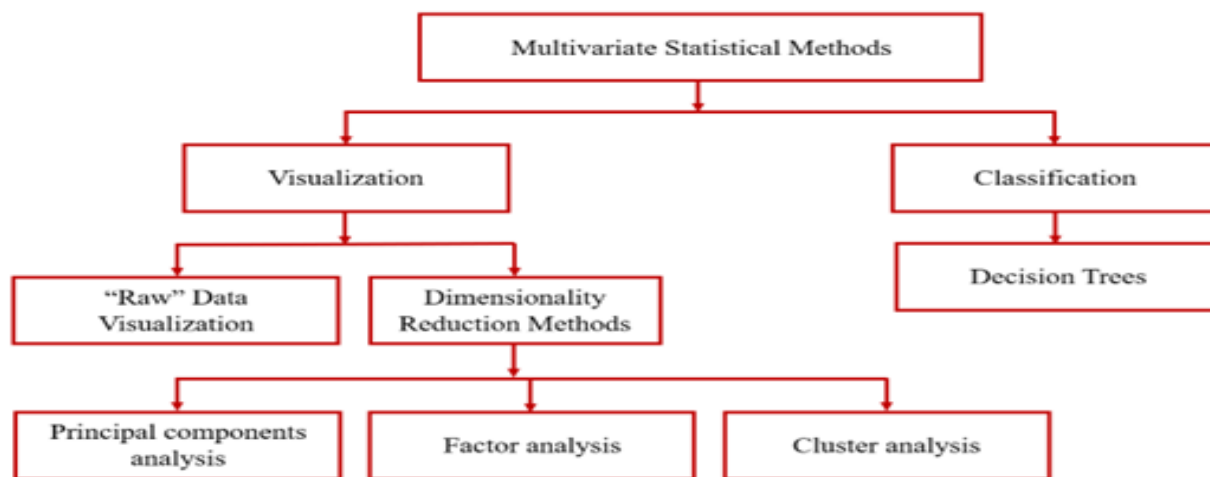 Multivariate Statistical Methods
Visualization
Classification
“Raw” Data
Visualization
Dimensionality
Reduction Methods
Decision Trees
Principal components
analysis
Factor analysis
Cluster analysis